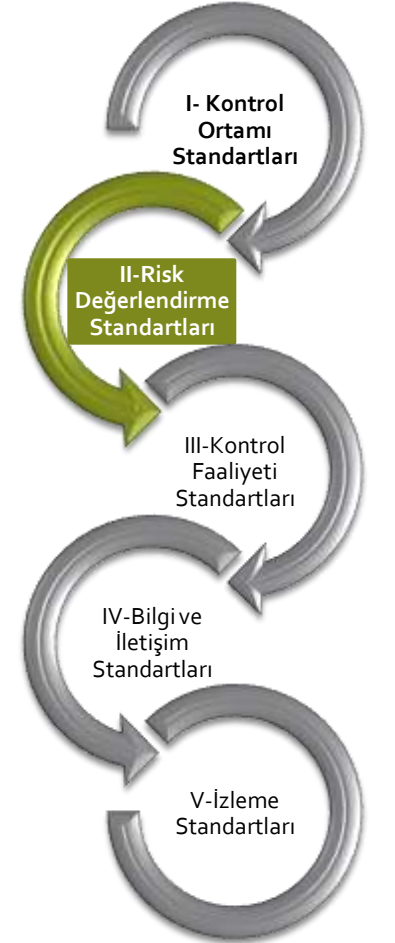 I- Kontrol
Ortamı
Standartları
II-Risk
Değerlendirme
Standartları
III-Kontrol
Faaliyeti
Standartları
IV-Bilgi ve
İletişim
Standartları
V-İzleme
Standartları